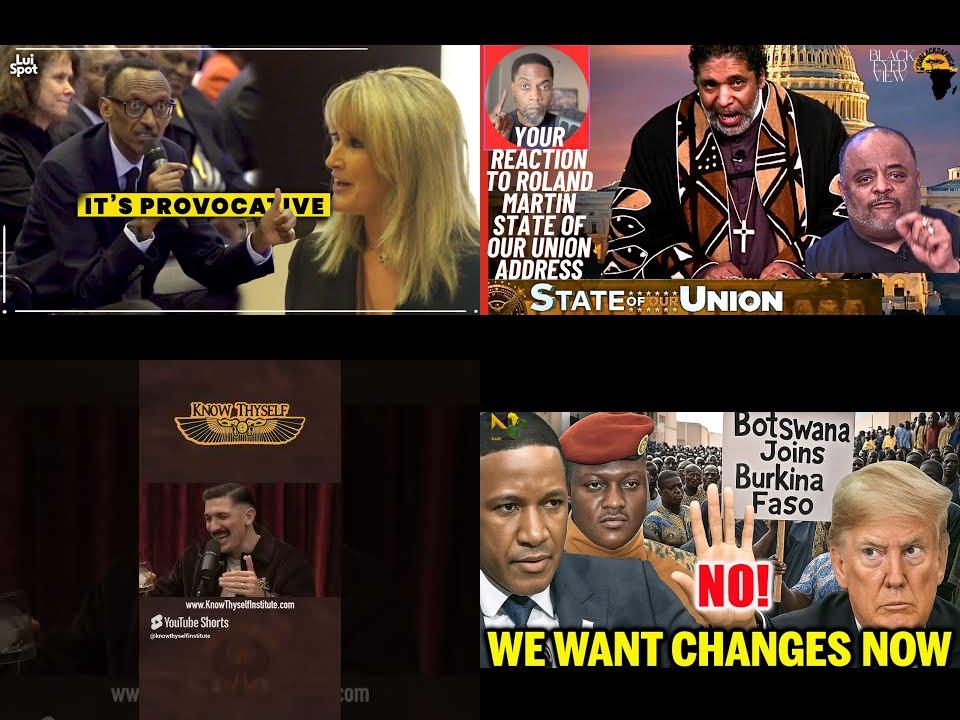 Lui
Spot
IT'S PROVOCATIVE
BLACK
EYED
VIEW
YOUR
REACTION
TO ROLAND
MARTIN
STATE OF
OUR UNION
ADDRESS
STATE OF OUR UNION
KNOW THYSELF
www.KnowThyselfInstitute.com
YouTube Shorts
@knowthyselfinstitute
www
com
BOTSWANA
JOINS
BURKINA
FASO
NO!
WE WANT CHANGES NOW